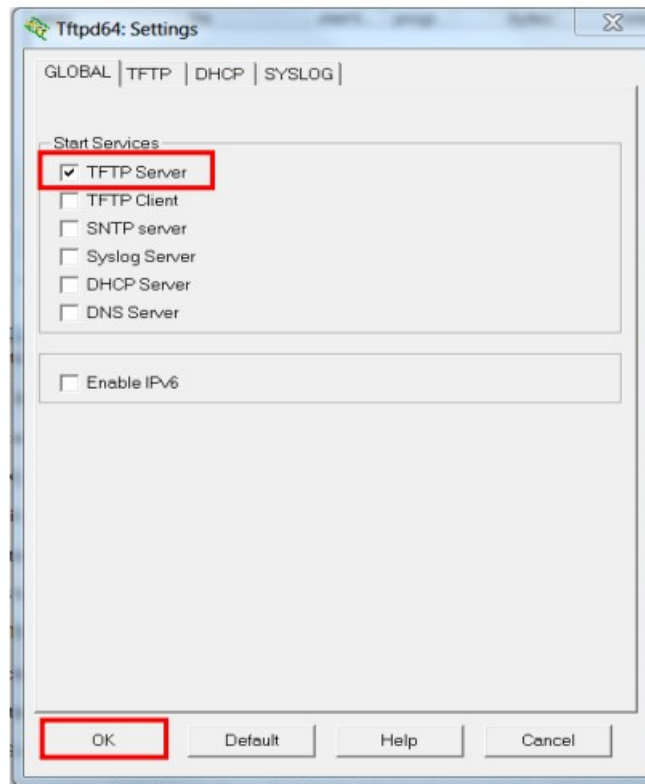 Tftpd64: Settings
GLOBAL TFTP DHCP SYSLOG
Start Services
TFTP Server
TFTP Client
SNTP server
Syslog Server
DHCP Server
DNS Server
Enable IPv6
OK Default Help Cancel